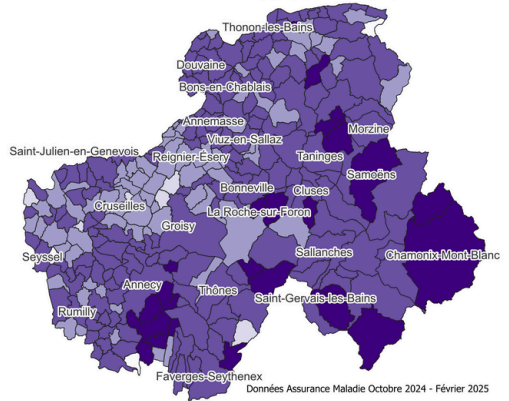 Thonon-les-Bains
Douvaine
Bons-en-Chablais
Annemasse
Morzine
Viuz-en-Sallaz
Saint-Julien-en-Genevois
Reignier-Ésery
Taninges
Samoëns
Bonneville
Cluses
Cruseilles
La Roche-sur-Foron
Groisy
Sallanches
Chamonix-Mont-Blanc
Seyssel
Annecy
Thônes
Saint-Gervais-les-Bains
Rumilly
Faverges-Seythenex
Données Assurance Maladie Octobre 2024 - Février 2025